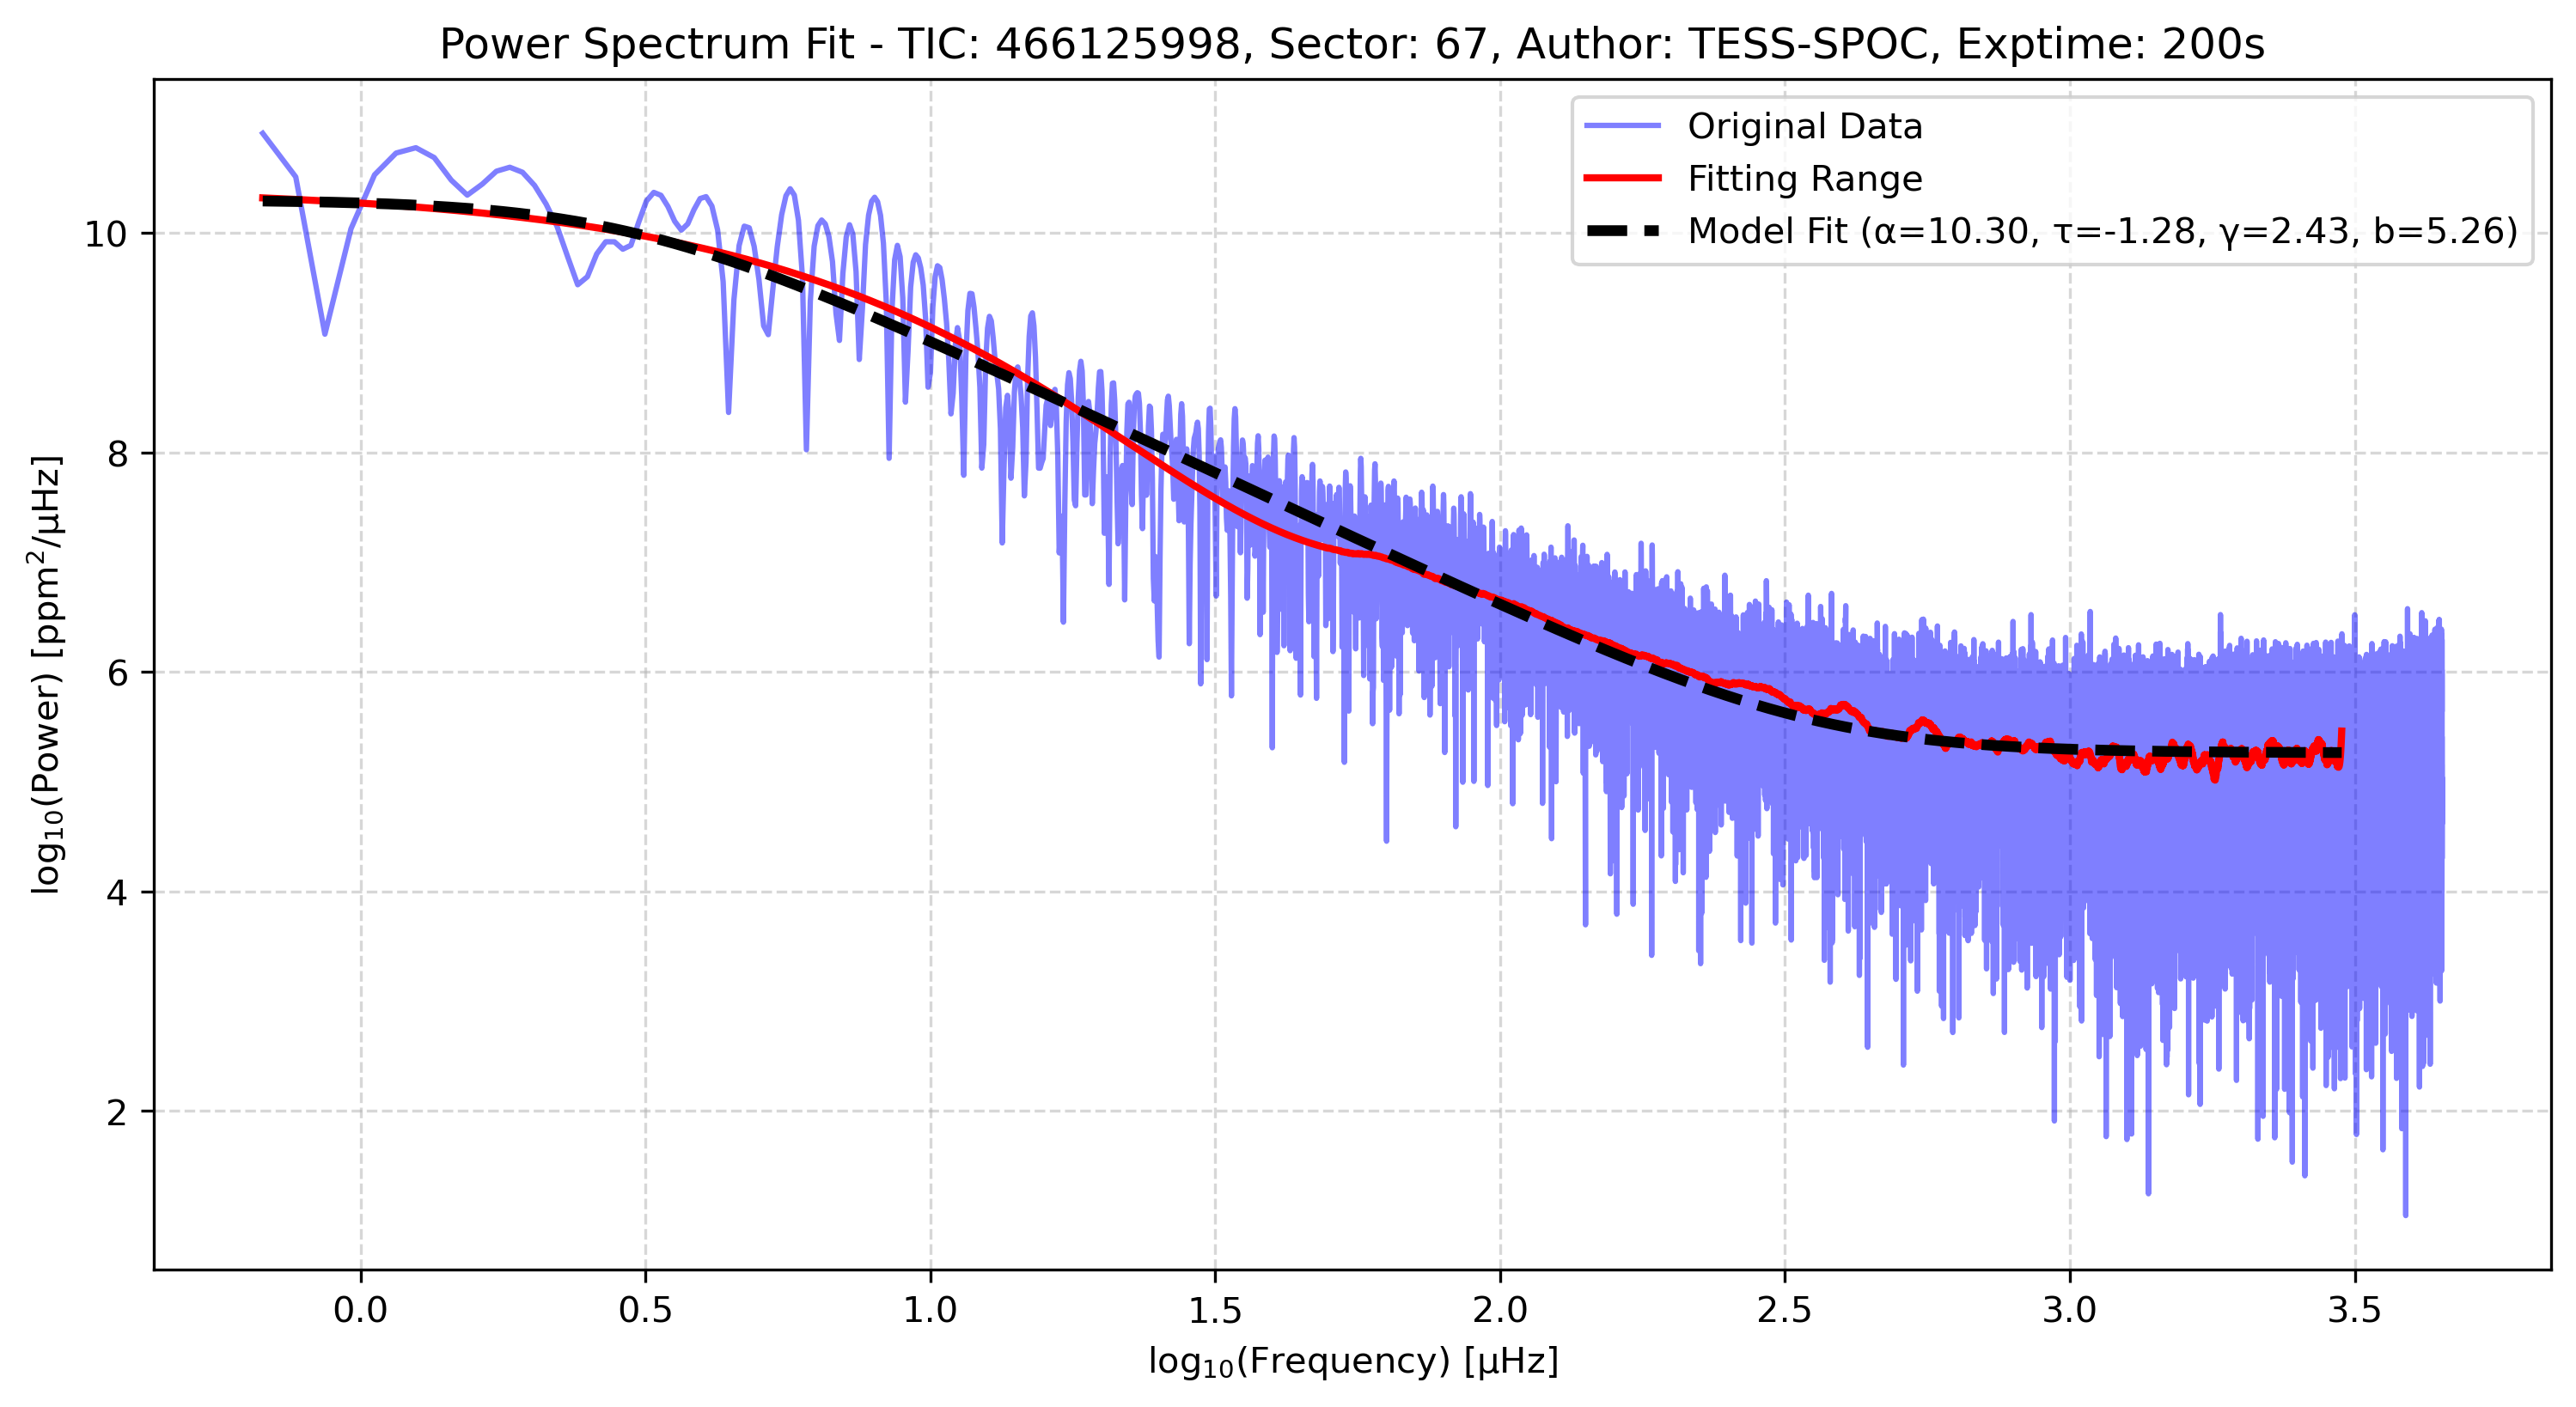 Power Spectrum Fit - TIC: 466125998, Sector: 67, Author: TESS-SPOC, Exptime: 200s
Original Data
Fitting Range
Model Fit (α=10.30, τ=-1.28, γ=2.43, b=5.26)
log₁₀(Power) [ppm²/μHz]
10
8
6
4
2
0.0 0.5 1.0 1.5 2.0 2.5 3.0 3.5
log₁₀(Frequency) [μHz]